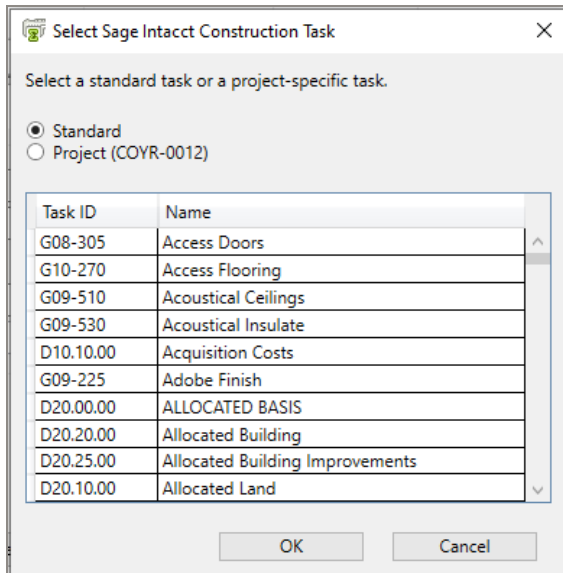 Select Sage Intacct Construction Task
Select a standard task or a project-specific task.
Standard
Project (COYR-0012)
Task ID Name
G08-305 Access Doors
G10-270 Access Flooring
G09-510 Acoustical Ceilings
G09-530 Acoustical Insulate
D10.10.00 Acquisition Costs
G09-225 Adobe Finish
D20.00.00 ALLOCATED BASIS
D20.20.00 Allocated Building
D20.25.00 Allocated Building Improvements
D20.10.00 Allocated Land
OK Cancel